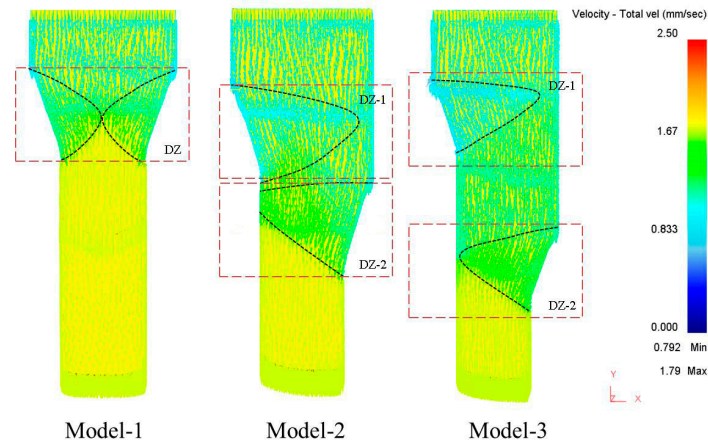 Velocity - Total vel (mm/sec)
2.50
1.67
0.833
0.000
0.792 Min
1.79 Max
DZ
DZ-1
DZ-2
DZ-1
DZ-2
Y
Z X
Model-1 Model-2 Model-3